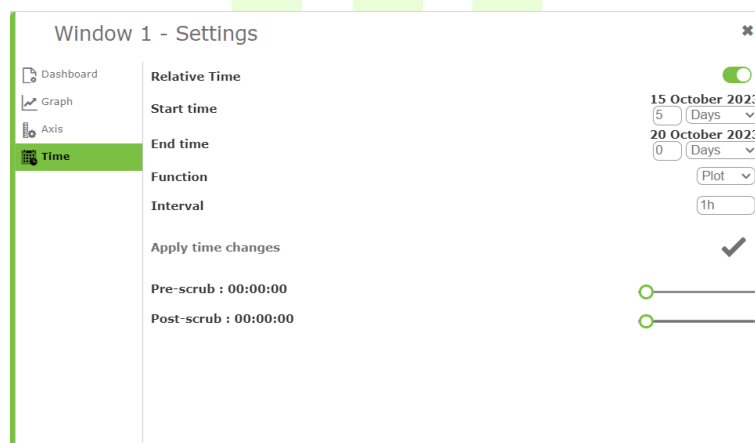 Window 1 - Settings
Dashboard
Graph
Axis
Time
Relative Time
Start time
15 October 2023
5 Days
End time
20 October 2023
0 Days
Function
Plot
Interval
1h
Apply time changes
Pre-scrub : 00:00:00
Post-scrub : 00:00:00